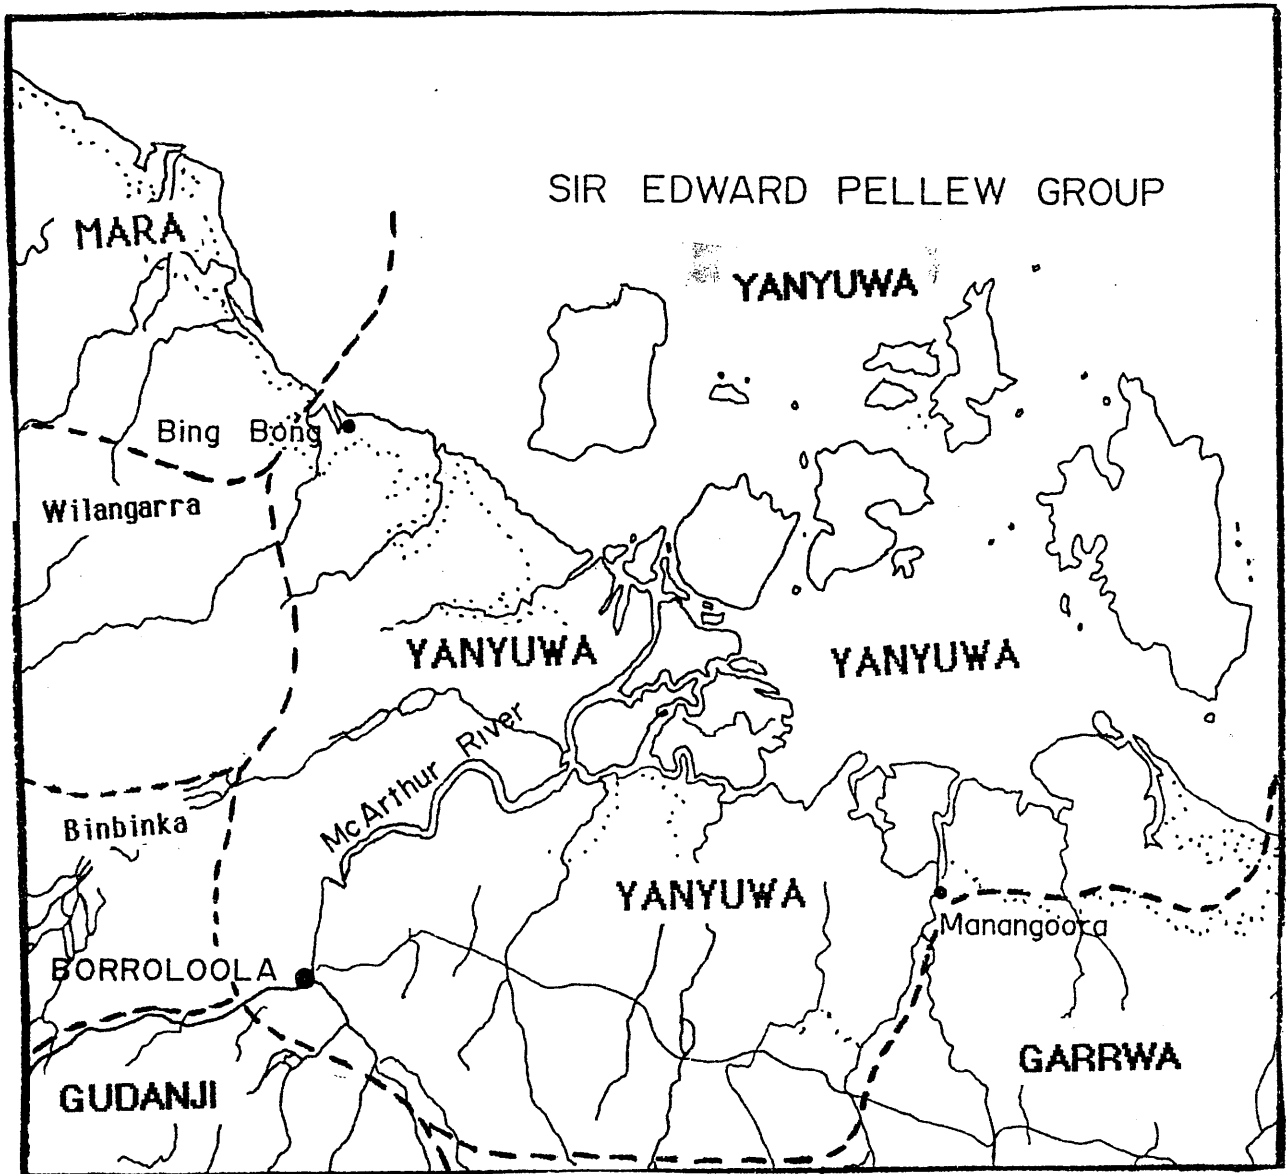 SIR EDWARD PELLEW GROUP
MARA
YANYUWA
Bing Bong
Wilangarra
YANYUWA
YANYUWA
McArthur River
Binbinka
YANYUWA
Manangoora
BORROLOOLA
GARRWA
GUDANJI